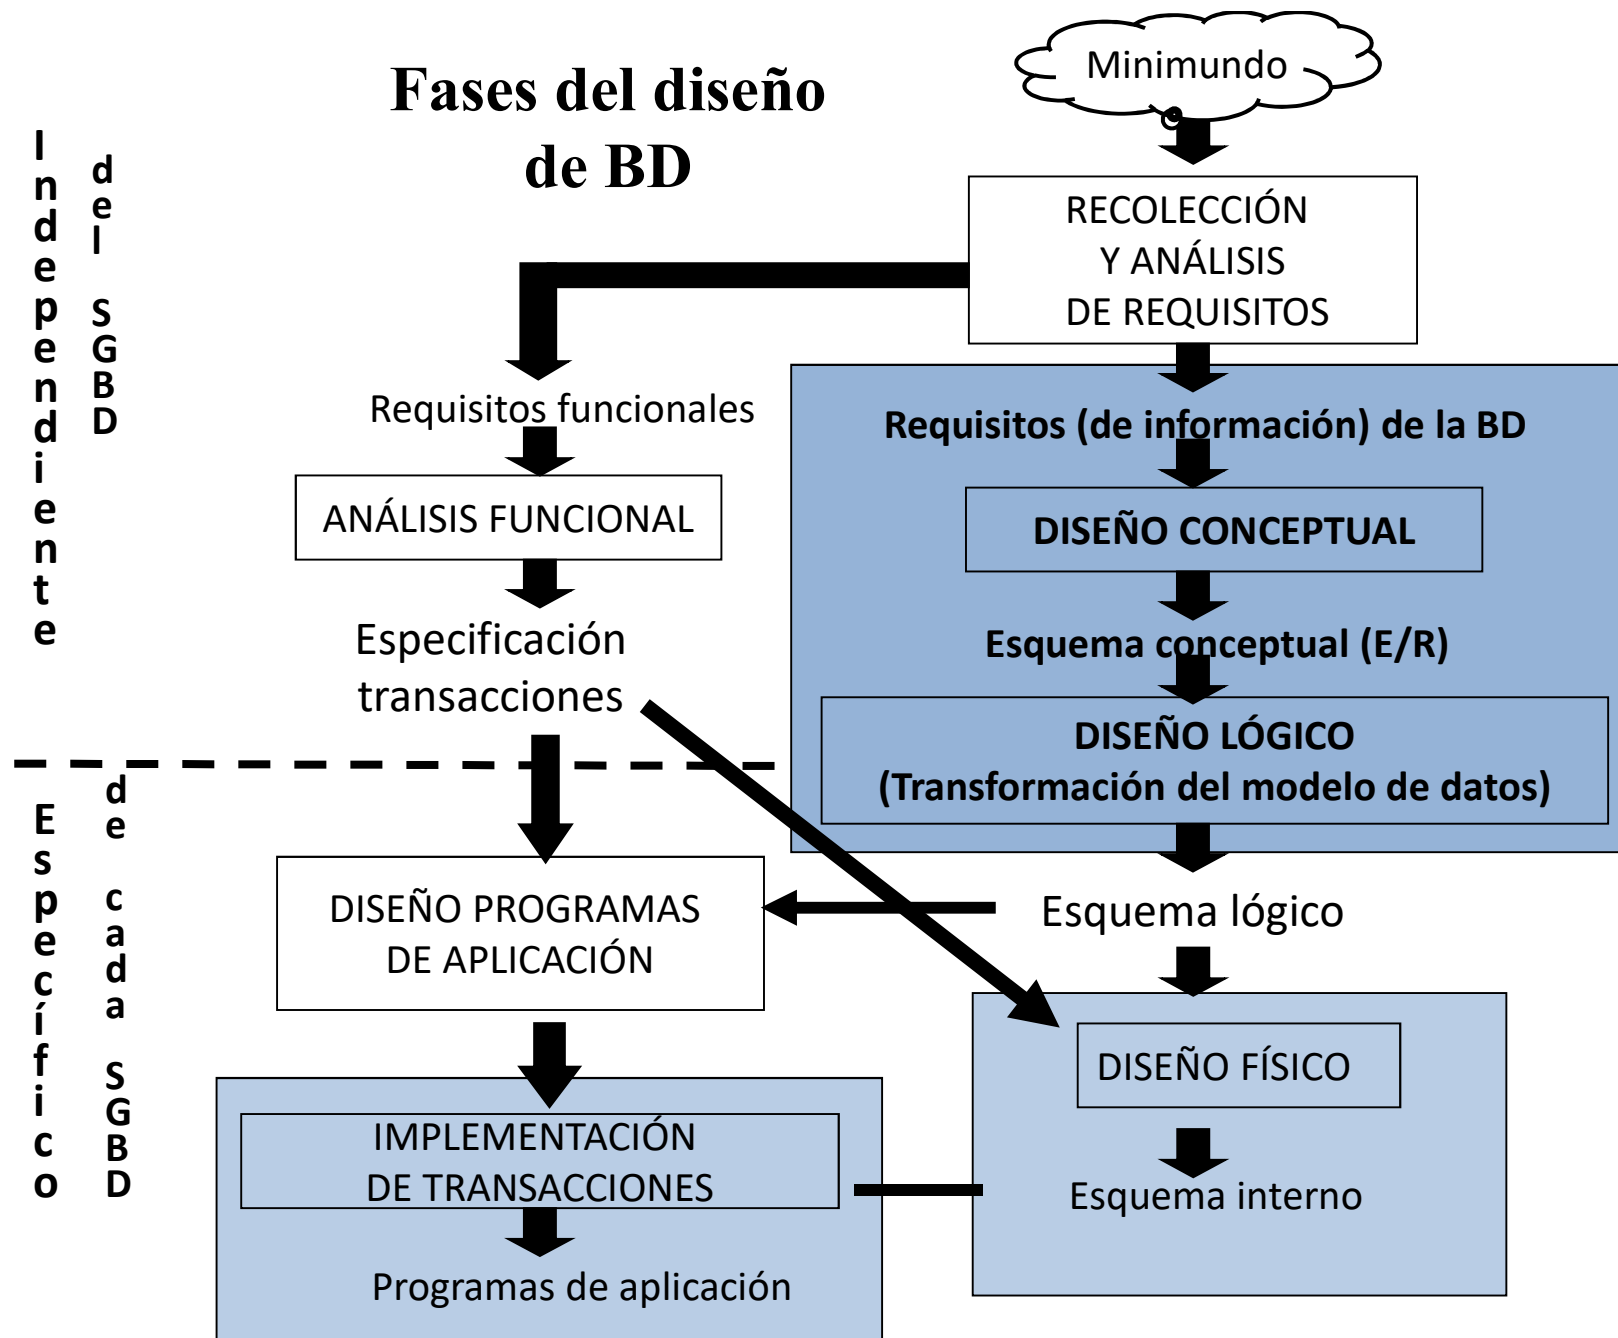 Minimundo
Fases del diseño
de BD
Independiente
del SGBD
RECOLECCIÓN
Y ANÁLISIS
DE REQUISITOS
Requisitos funcionales
Requisitos (de información) de la BD
ANÁLISIS FUNCIONAL
DISEÑO CONCEPTUAL
Especificación
transacciones
Esquema conceptual (E/R)
DISEÑO LÓGICO
(Transformación del modelo de datos)
Específico
de cada SGBD
DISEÑO PROGRAMAS
DE APLICACIÓN
Esquema lógico
DISEÑO FÍSICO
IMPLEMENTACIÓN
DE TRANSACCIONES
Esquema interno
Programas de aplicación